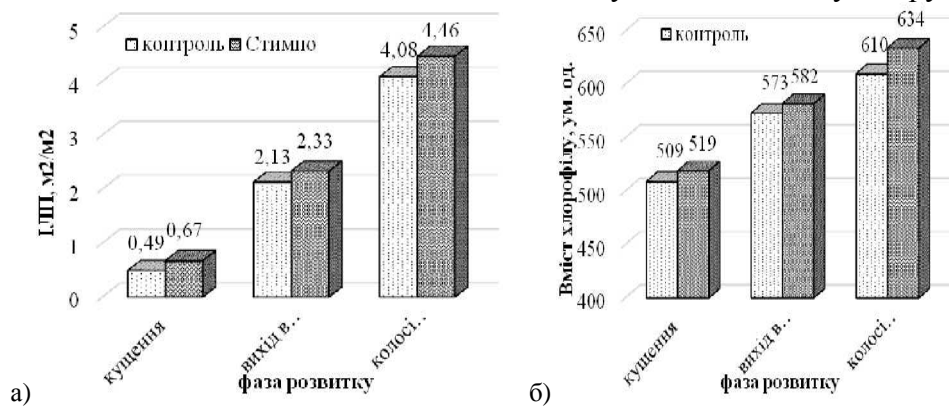 5
4
3
2
1
0
ІЛП, м2/м2
контроль Стимпо
0,49 0,67
2,13 2,33
4,08 4,46
кущення
вихід в..
колосі..
фаза розвитку
а)
650
600
550
500
450
400
Вміст хлорофілу, ум. од.
контроль
509 519
573 582
610 634
кущення
вихід в..
колосі..
фаза розвитку
б)